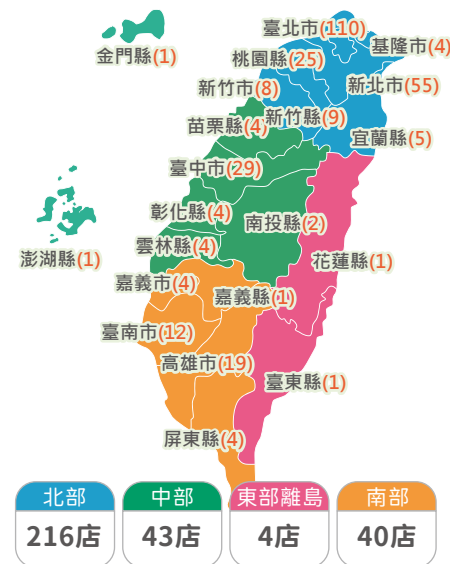 臺北市(110)
基隆市(4)
金門縣(1)
桃園縣(25)
新竹市(8)
新北市(55)
新竹縣(9)
苗栗縣(4)
宜蘭縣(5)
臺中市(29)
彰化縣(4)
南投縣(2)
雲林縣(4)
澎湖縣(1)
花蓮縣(1)
嘉義市(4)
嘉義縣(1)
臺南市(12)
高雄市(19)
臺東縣(1)
屏東縣(4)
北部 中部 東部離島 南部
216店 43店 4店 40店